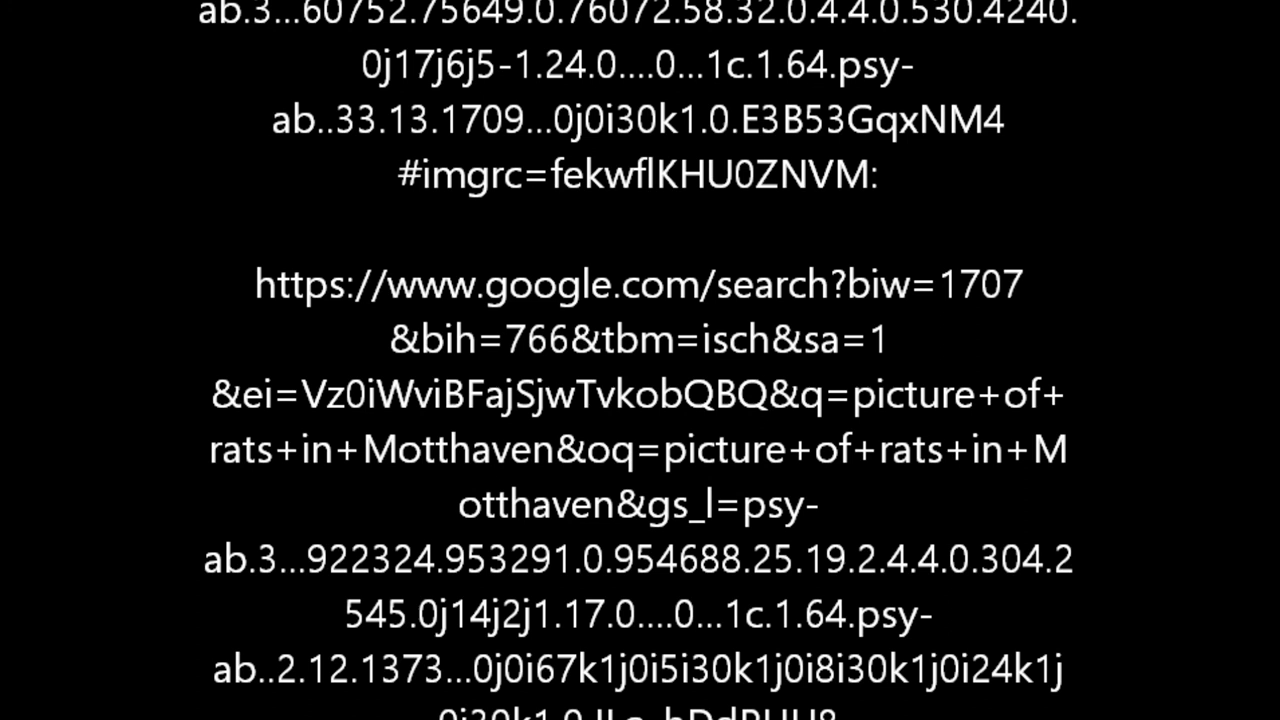 ab.3...60752.75649.0.76072.58.32.0.4.4.0.530.4240.
0j17j6j5-1.24.0....0...1c.1.64.psy-
ab..33.13.1709...0j0i30k1.0.E3B53GqxNM4
#imgrc=fekwflKHU0ZNVM:
https://www.google.com/search?biw=1707
&bih=766&tbm=isch&sa=1
&ei=Vz0iWviBFajSjwTvkobQBQ&q=picture+of+
rats+in+Motthaven&oq=picture+of+rats+in+M
otthaven&gs_l=psy-
ab.3...922324.953291.0.954688.25.19.2.4.4.0.304.2
545.0j14j2j1.17.0....0...1c.1.64.psy-
ab..2.12.1373...0j0i67k1j0i5i30k1j0i8i30k1j0i24k1j